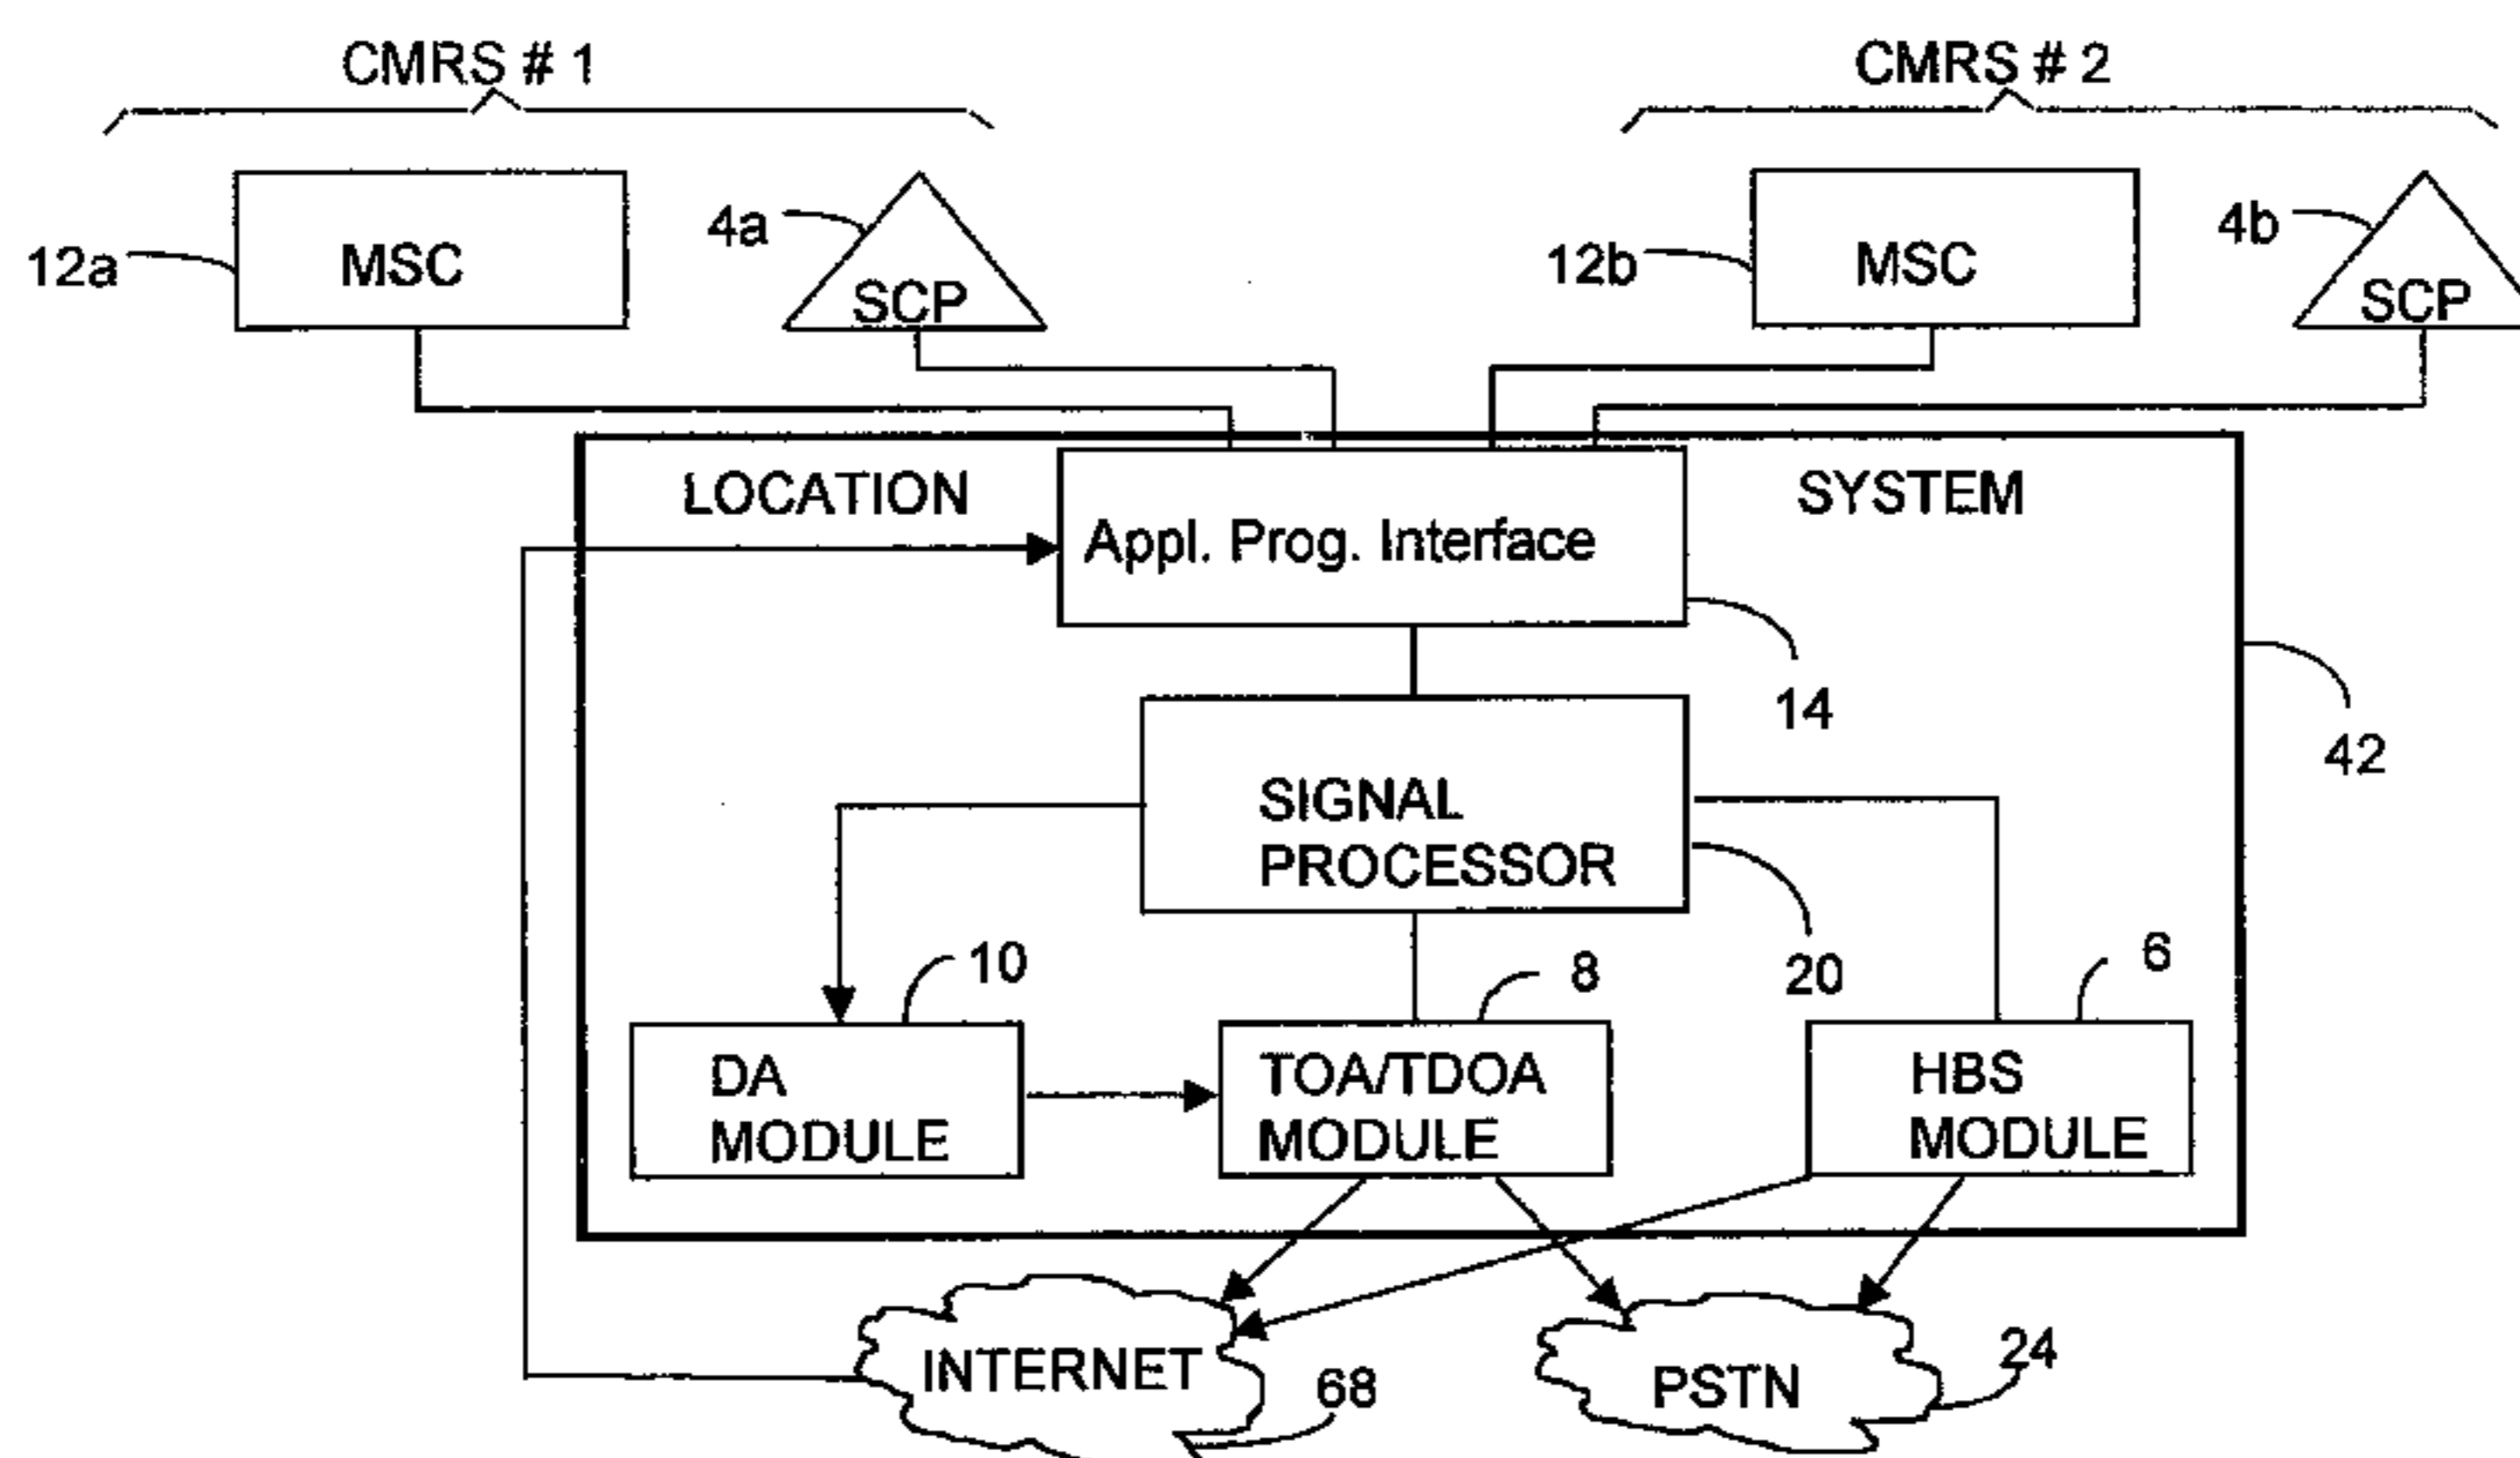 CMRS # 1
CMRS # 2
12a
MSC
4a
SCP
12b
MSC
4b
SCP
LOCATION
SYSTEM
Appl. Prog. Interface
14
42
SIGNAL
PROCESSOR
20
10
8
6
DA
MODULE
TOA/TDOA
MODULE
HBS
MODULE
INTERNET
68
PSTN
24